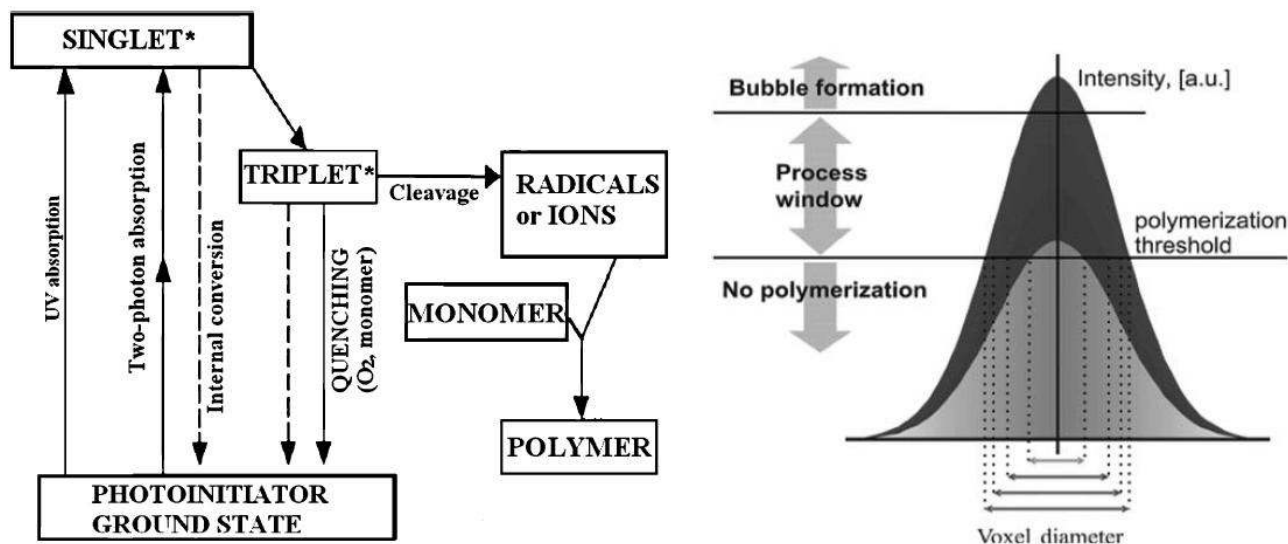 SINGLET*
UV absorption
Two-photon absorption
Internal conversion
TRIPLET*
Cleavage
RADICALS
or IONS
QUENCHING
(O2, monomer)
MONOMER
POLYMER
PHOTOINITIATOR
GROUND STATE
Bubble formation
Intensity, [a.u.]
Process
window
polymerization
threshold
No polymerization
Voxel diameter